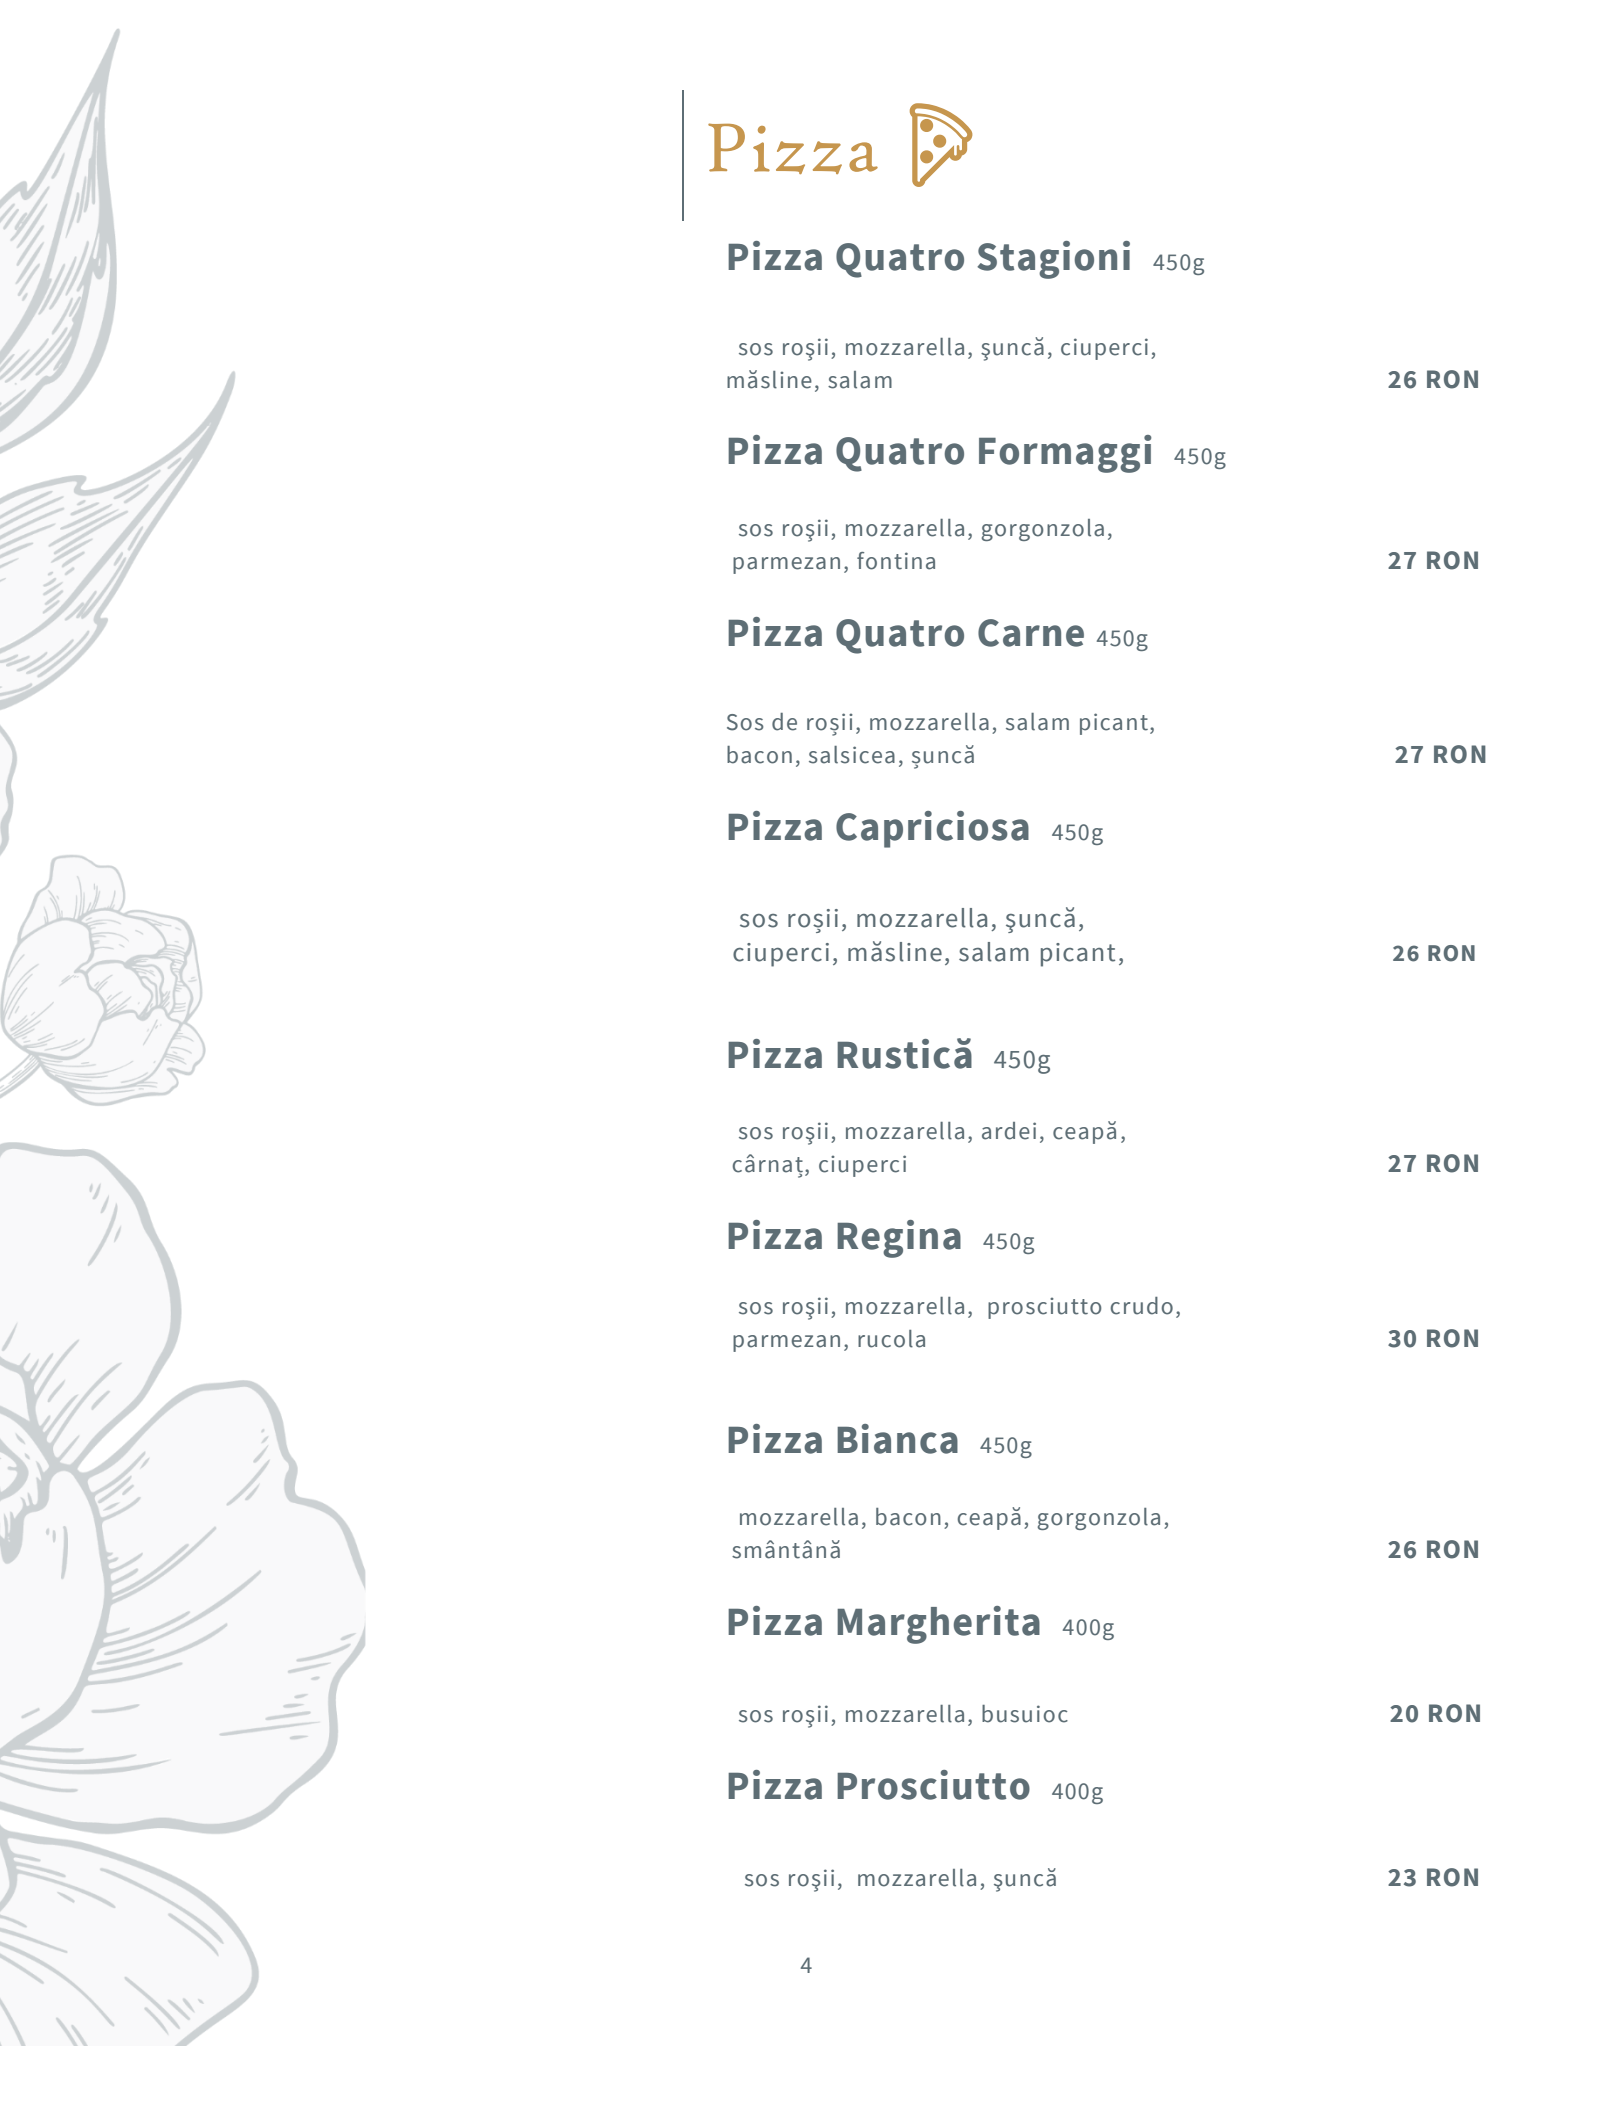 Pizza
Pizza Quatro Stagioni 450g
sos roşii, mozzarella, şuncă, ciuperci,
măsline, salam
26 RON
Pizza Quatro Formaggi 450g
sos roşii, mozzarella, gorgonzola,
parmezan, fontina
27 RON
Pizza Quatro Carne 450g
Sos de roșii, mozzarella, salam picant,
bacon, salsicea, șuncă
27 RON
Pizza Capriciosa 450g
sos roșii, mozzarella, şuncă,
ciuperci, măsline, salam picant,
26 RON
Pizza Rustică 450g
sos roşii, mozzarella, ardei, ceapă,
cârnaț, ciuperci
27 RON
Pizza Regina 450g
sos roşii, mozzarella, prosciutto crudo,
parmezan, rucola
30 RON
Pizza Bianca 450g
mozzarella, bacon, ceapă, gorgonzola,
smântână
26 RON
Pizza Margherita 400g
sos roşii, mozzarella, busuioc
20 RON
Pizza Prosciutto 400g
sos roşii, mozzarella, şuncă
23 RON
4